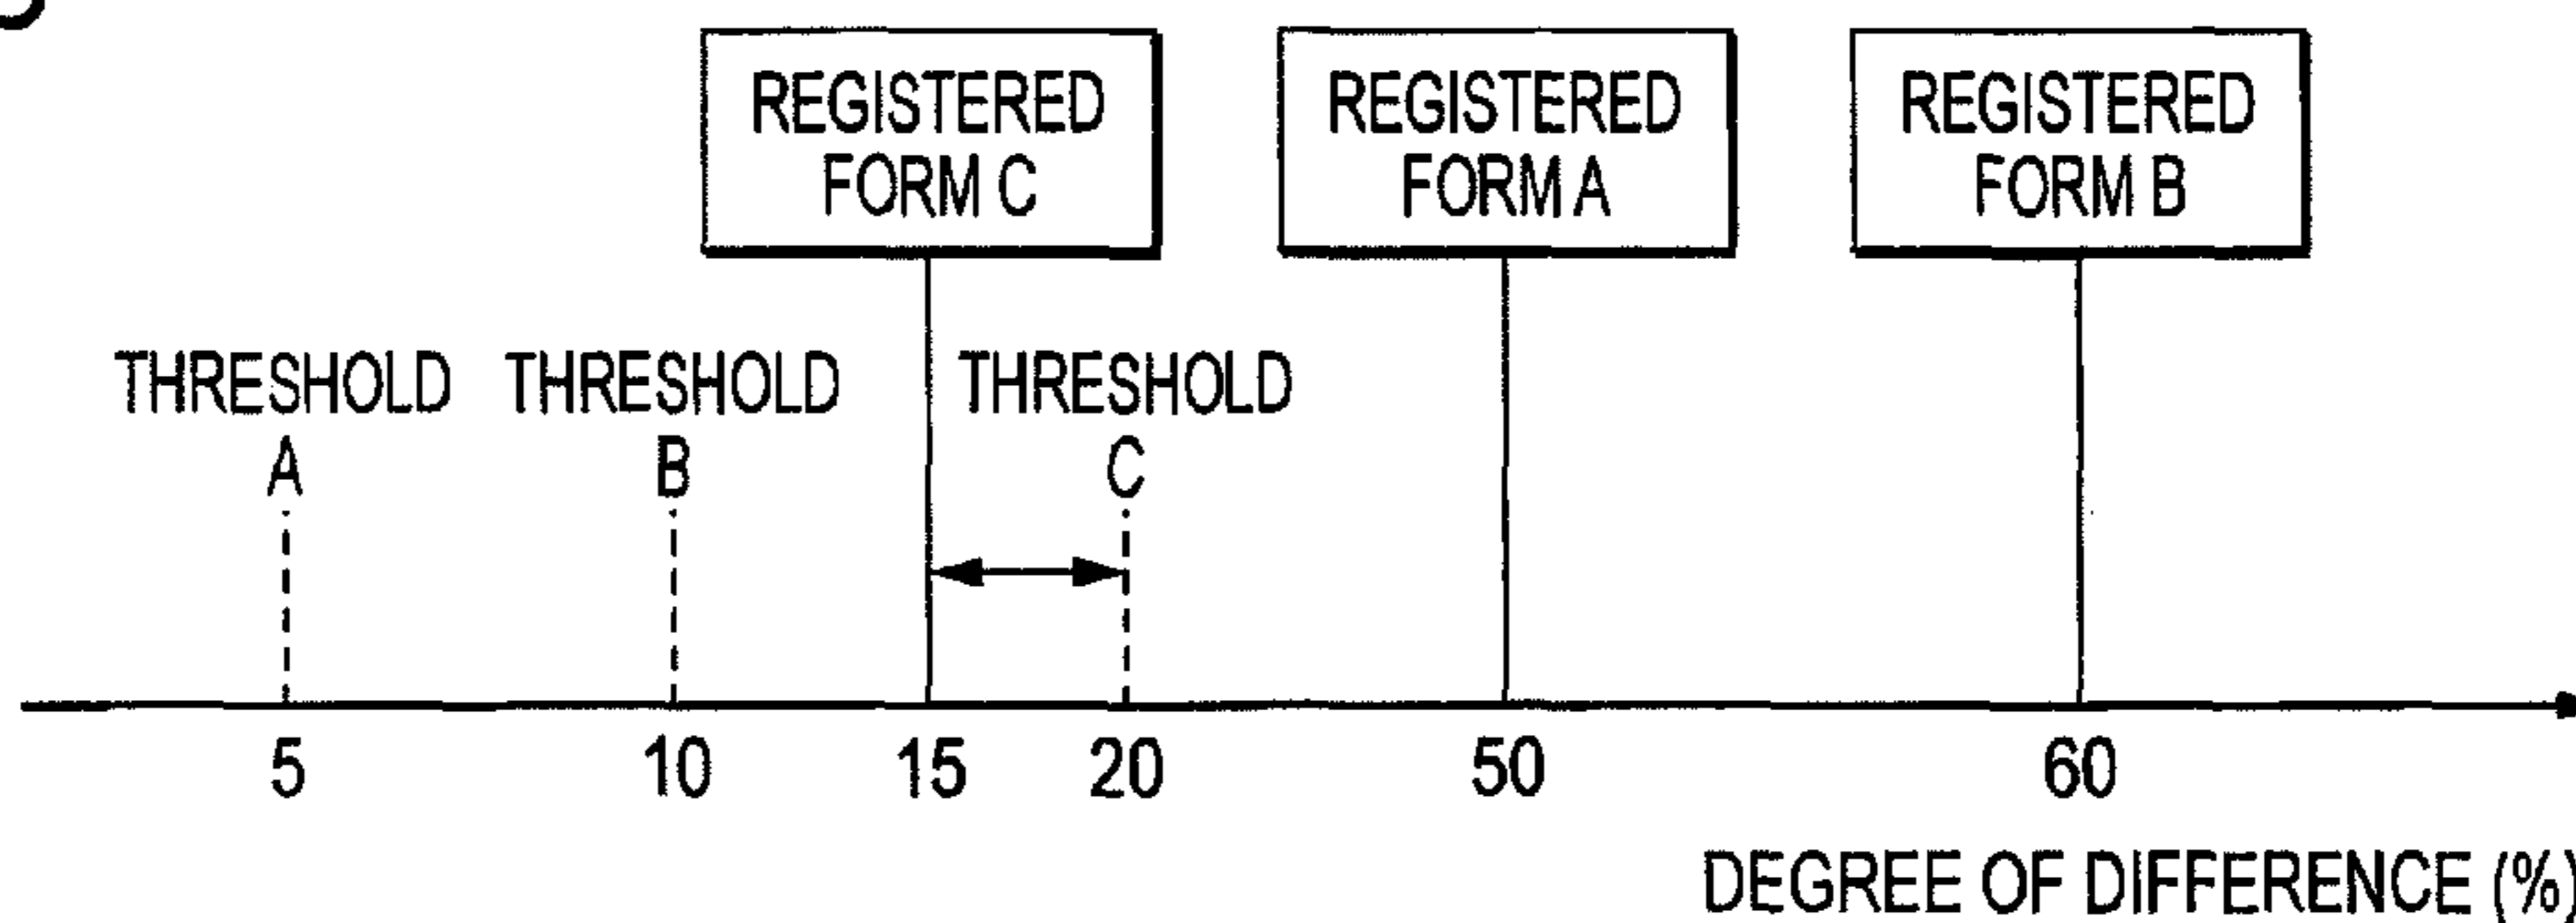 REGISTERED
FORM C
REGISTERED
FORM A
REGISTERED
FORM B
THRESHOLD
A
THRESHOLD
B
THRESHOLD
C
5
10
15
20
50
60
DEGREE OF DIFFERENCE (%)